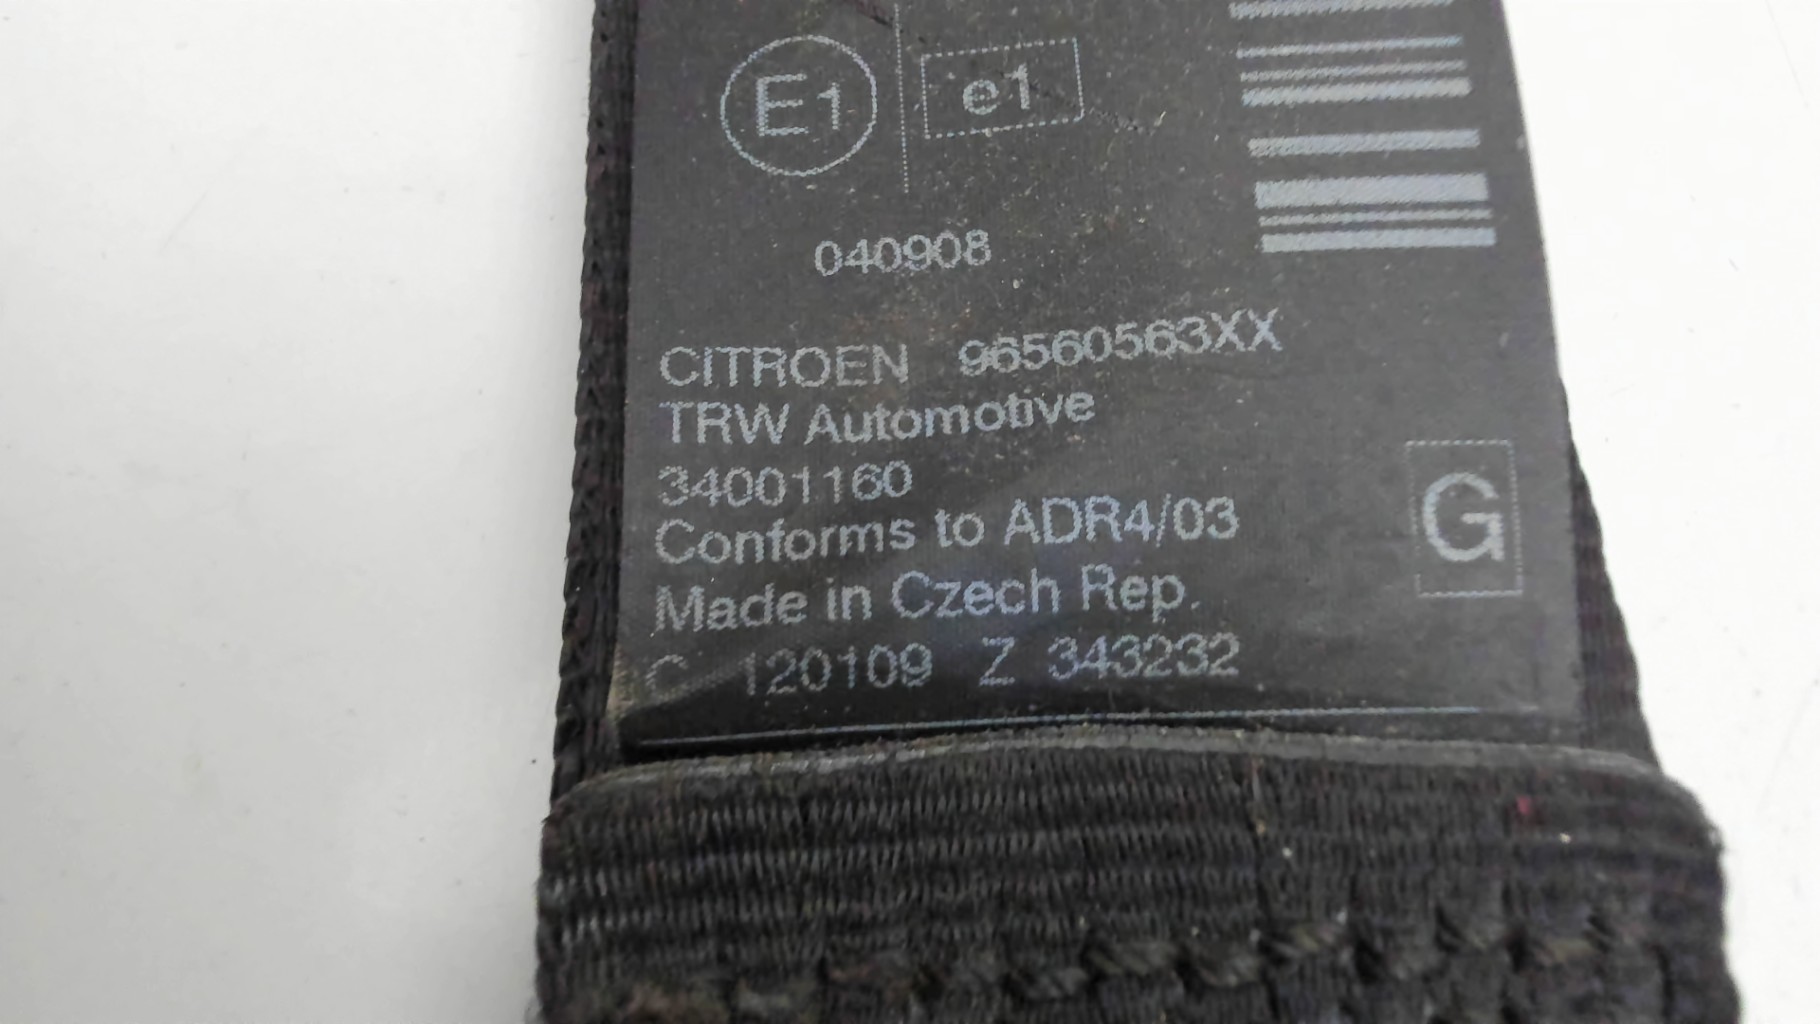 E1 e1
040908
CITROEN 96560563XX
TRW Automotive
34001160
Conforms to ADR4/03
G
Made in Czech Rep.
C 120109 Z 343232